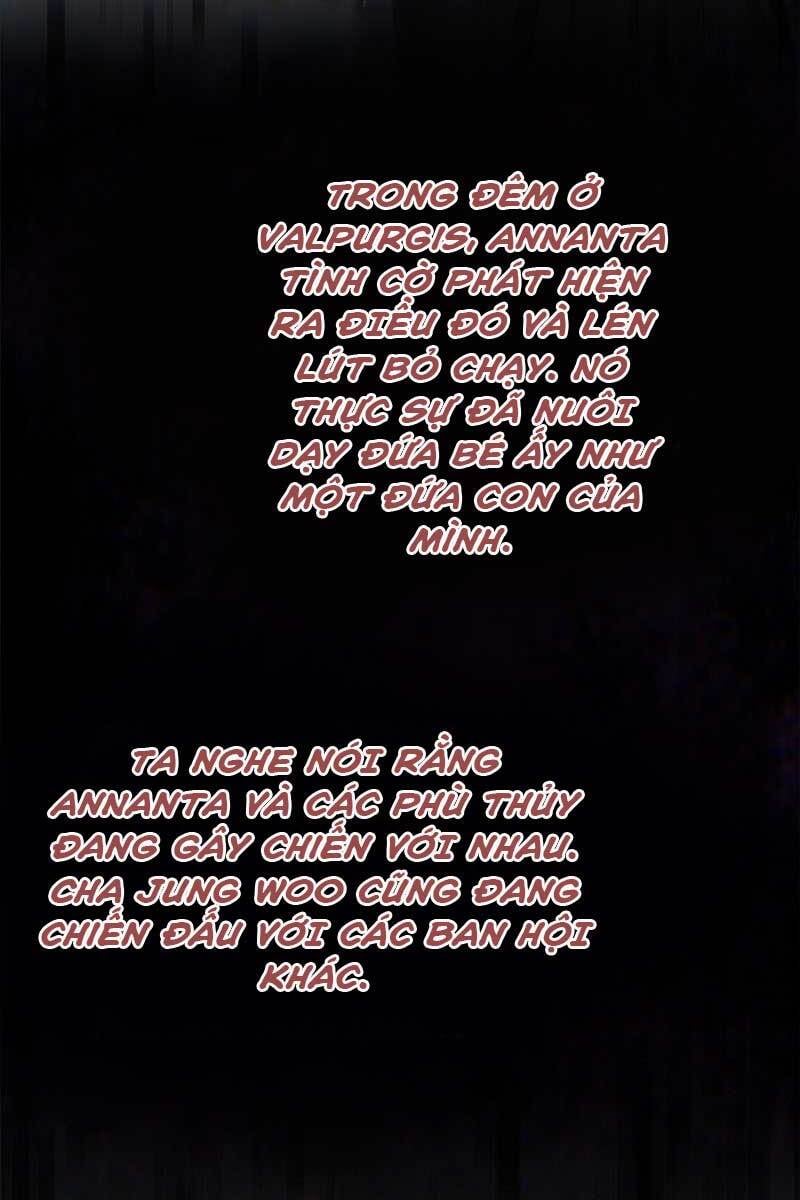 TRONG ĐÊM Ở
VALPURGIS, ANNANTA
TÌNH CỜ PHÁT HIỆN
RA ĐIỀU ĐÓ VÀ LÉN
LÚT BỎ CHẠY. NÓ
THỰC SỰ ĐÃ NUÔI
DẠY ĐỨA BÉ ẤY NHƯ
MỘT ĐỨA CON CỦA
MÌNH.
TA NGHE NÓI RẰNG
ANNANTA VÀ CÁC PHÙ THỦY
ĐANG GÂY CHIẾN VỚI NHAU.
CHA JUNG WOO CŨNG ĐANG
CHIẾN ĐẤU VỚI CÁC BAN HỘI
KHÁC.